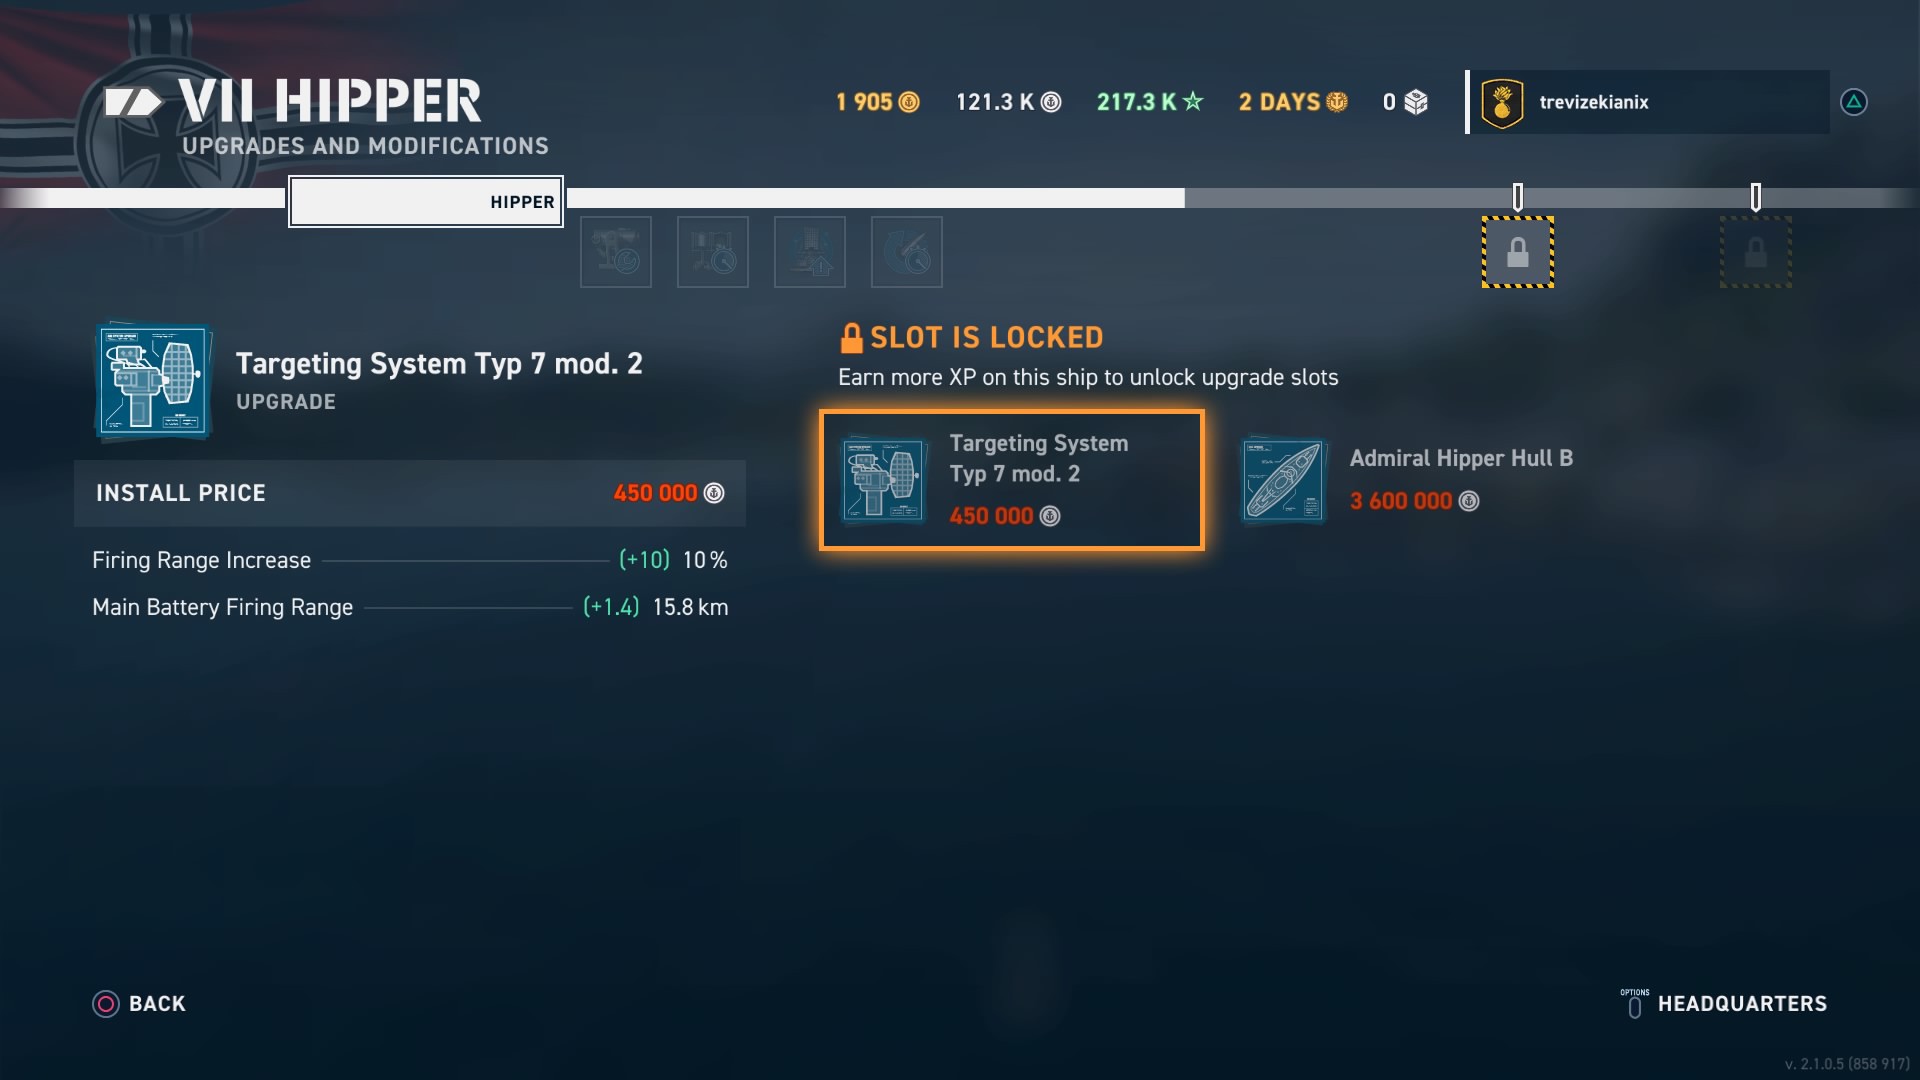 VII HIPPER
UPGRADES AND MODIFICATIONS
1 905
121.3 K
217.3 K
2 DAYS
0
trevizekianix
HIPPER
Targeting System Typ 7 mod. 2
UPGRADE
INSTALL PRICE 450 000
Firing Range Increase (+10) 10 %
Main Battery Firing Range (+1.4) 15.8 km
SLOT IS LOCKED
Earn more XP on this ship to unlock upgrade slots
Targeting System
Typ 7 mod. 2
450 000
Admiral Hipper Hull B
3 600 000
BACK
OPTIONS
HEADQUARTERS
v. 2.1.0.5 (858 917)